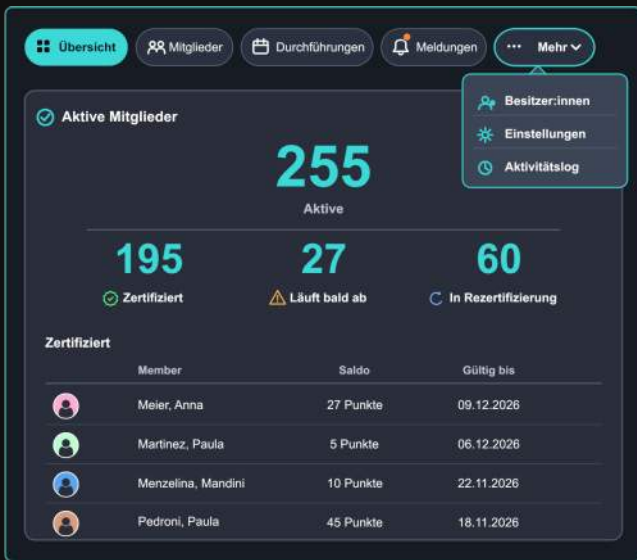 Übersicht
Mitglieder
Durchführungen
Meldungen
Mehr
Besitzer:innen
Einstellungen
Aktivitätslog
Aktive Mitglieder
255
Aktive
195 27 60
Zertifiziert Läuft bald ab In Rezertifizierung
Zertifiziert
Member Saldo Gültig bis
Meier, Anna 27 Punkte 09.12.2026
Martinez, Paula 5 Punkte 06.12.2026
Menzelina, Mandini 10 Punkte 22.11.2026
Pedroni, Paula 45 Punkte 18.11.2026